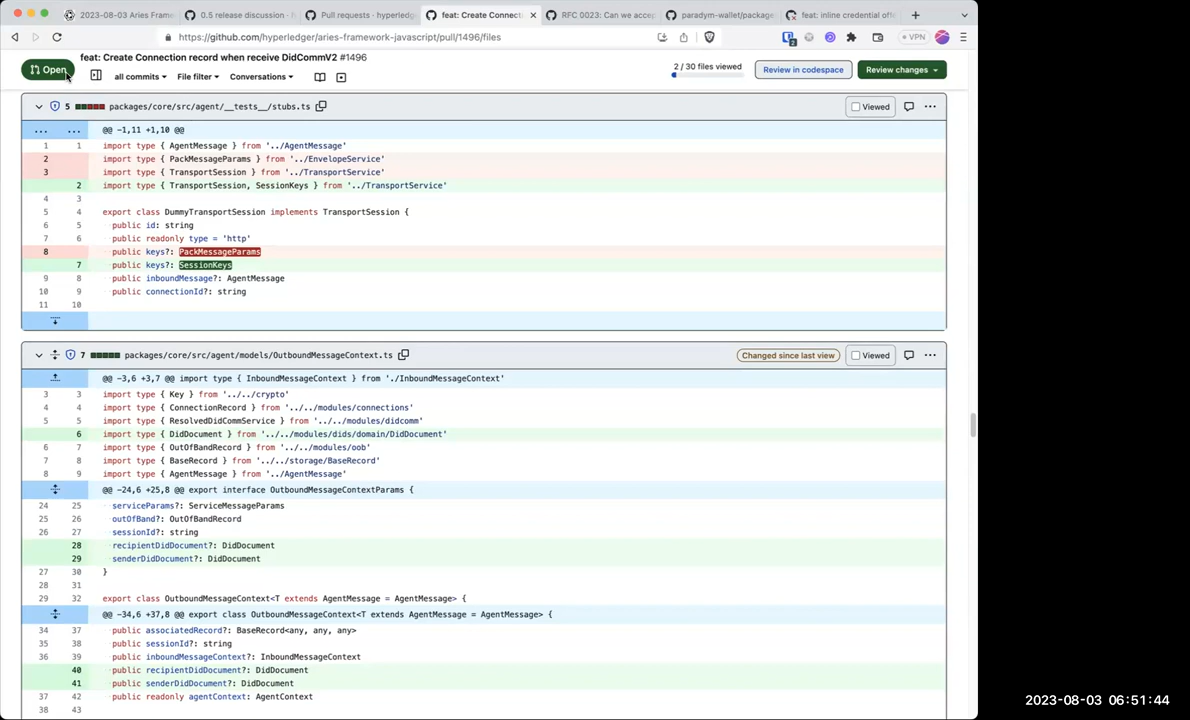 2023-08-03 Aries Frame
0.5 release discussion -
Pull requests · hyperledg
feat: Create Connect
RFC 0023: Can we acce
paradym-wallet/package
feat: inline credential of
https://github.com/hyperledger/aries-framework-javascript/pull/1496/files
VPN
feat: Create Connection record when receive DidCommV2 #1496
Open
all commits
File filter
Conversations
2 / 30 files viewed
Review in codespace
Review changes
5 packages/core/src/agent/__tests__/stubs.ts
Viewed
... ... @@ -1,11 +1,10 @@
1 1 import type { AgentMessage } from '../AgentMessage'
2 import type { PackMessageParams } from '../EnvelopeService'
3 import type { TransportSession } from '../TransportService'
2 import type { TransportSession, SessionKeys } from '../TransportService'
4 3
5 4 export class DummyTransportSession implements TransportSession {
6 5 public id: string
7 6 public readonly type = 'http'
8 public keys?: PackMessageParams
7 public keys?: SessionKeys
9 8 public inboundMessage?: AgentMessage
10 9 public connectionId?: string
11 10
7 packages/core/src/agent/models/OutboundMessageContext.ts
Changed since last view
Viewed
@@ -3,6 +3,7 @@ import type { InboundMessageContext } from './InboundMessageContext'
3 3 import type { Key } from '../../crypto'
4 4 import type { ConnectionRecord } from '../../modules/connections'
5 5 import type { ResolvedDidCommService } from '../../modules/didcomm'
6 import type { DidDocument } from '../../modules/dids/domain/DidDocument'
6 7 import type { OutOfBandRecord } from '../../modules/oob'
7 8 import type { BaseRecord } from '../../storage/BaseRecord'
8 9 import type { AgentMessage } from '../AgentMessage'
@@ -24,6 +25,8 @@ export interface OutboundMessageContextParams {
24 25 serviceParams?: ServiceMessageParams
25 26 outOfBand?: OutOfBandRecord
26 27 sessionId?: string
28 recipientDidDocument?: DidDocument
29 senderDidDocument?: DidDocument
27 30 }
28 31
29 32 export class OutboundMessageContext<T extends AgentMessage = AgentMessage> {
@@ -34,6 +37,8 @@ export class OutboundMessageContext<T extends AgentMessage = AgentMessage> {
34 37 public associatedRecord?: BaseRecord<any, any, any>
35 38 public sessionId?: string
36 39 public inboundMessageContext?: InboundMessageContext
40 public recipientDidDocument?: DidDocument
41 public senderDidDocument?: DidDocument
37 42 public readonly agentContext: AgentContext
38 43
2023-08-03 06:51:44